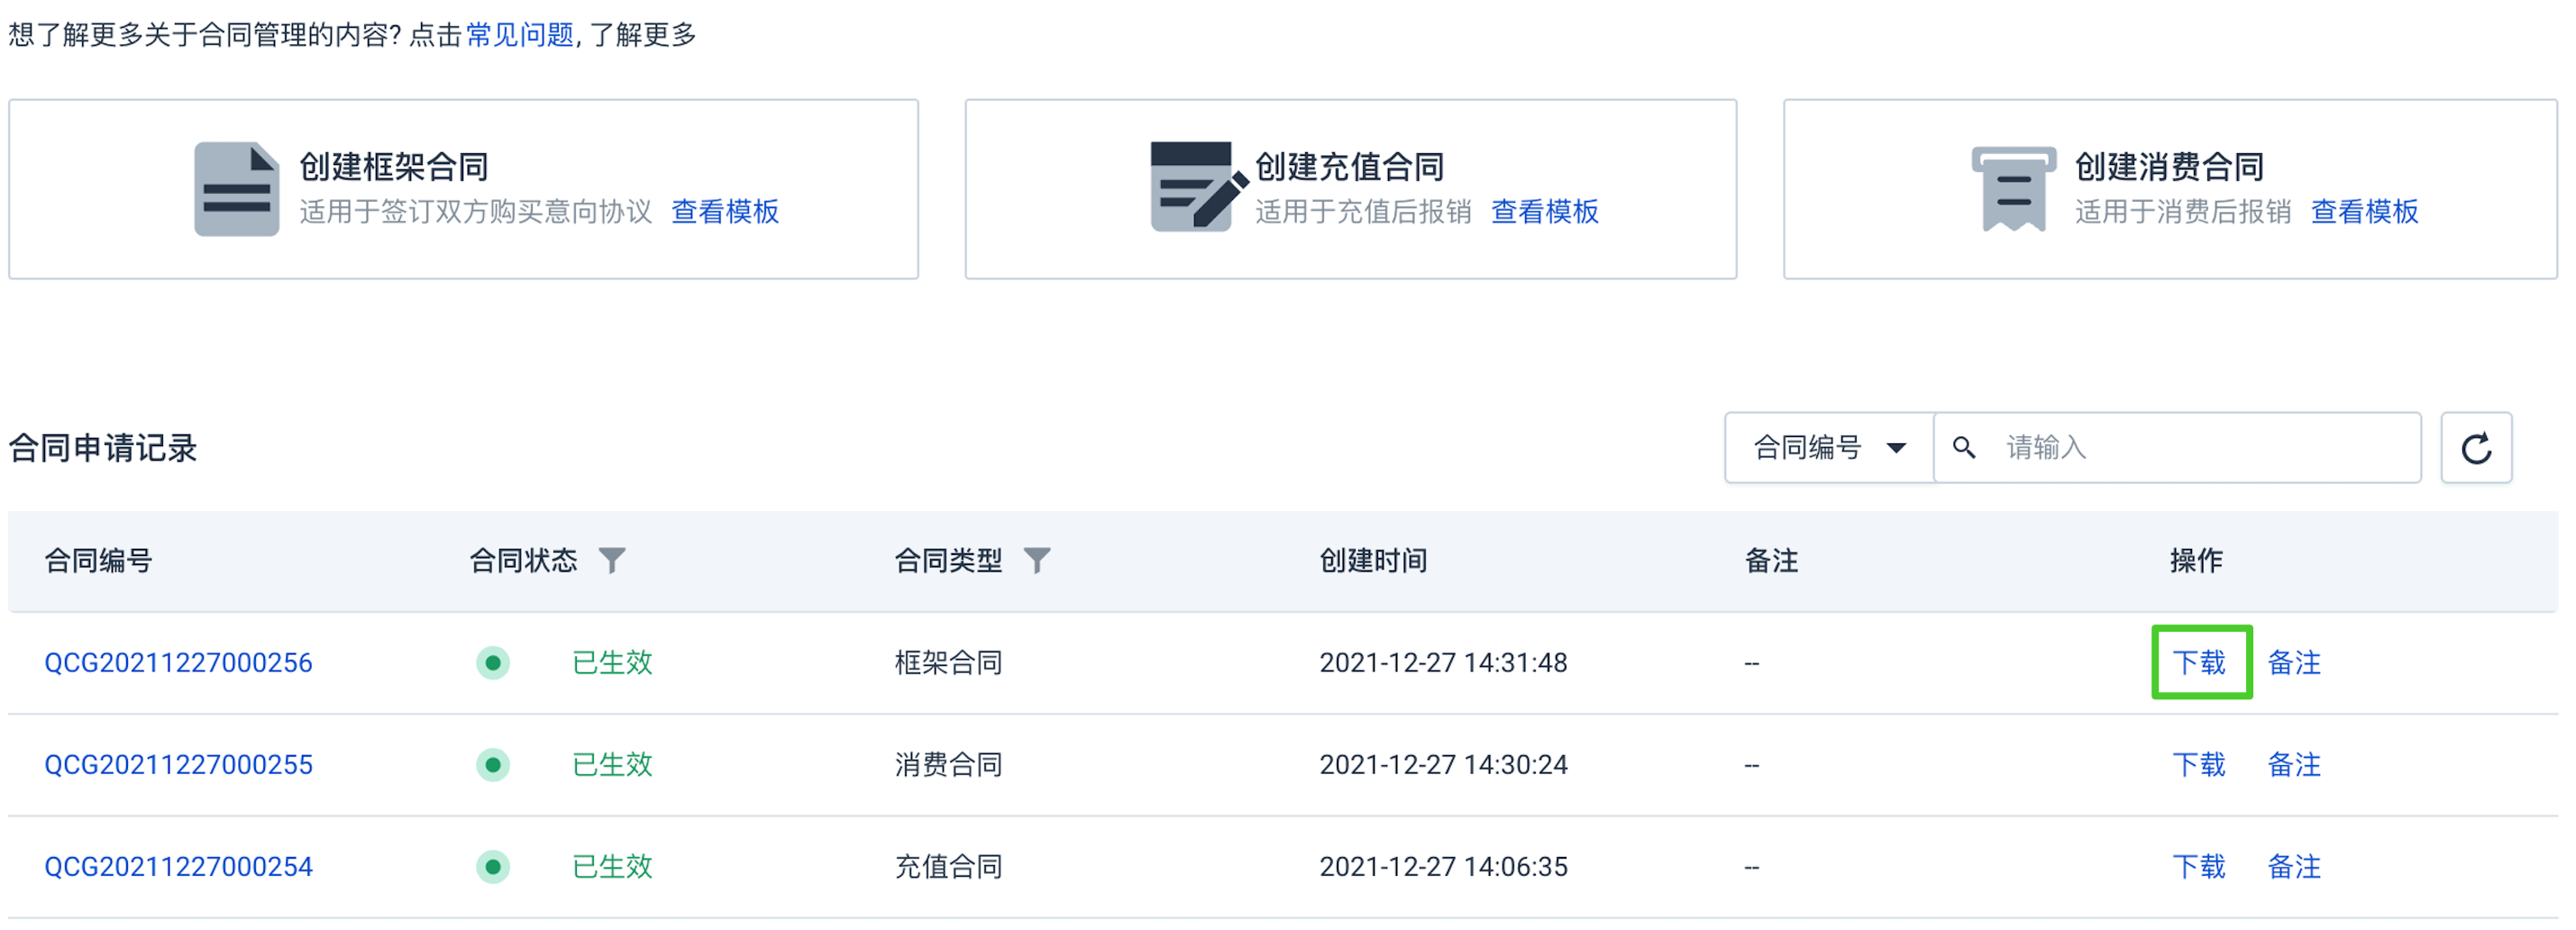 想了解更多关于合同管理的内容? 点击常见问题, 了解更多
创建框架合同
适用于签订双方购买意向协议 查看模板
创建充值合同
适用于充值后报销 查看模板
创建消费合同
适用于消费后报销 查看模板
合同申请记录
合同编号 请输入
合同编号 合同状态 合同类型 创建时间 备注 操作
QCG20211227000256 已生效 框架合同 2021-12-27 14:31:48 -- 下载 备注
QCG20211227000255 已生效 消费合同 2021-12-27 14:30:24 -- 下载 备注
QCG20211227000254 已生效 充值合同 2021-12-27 14:06:35 -- 下载 备注